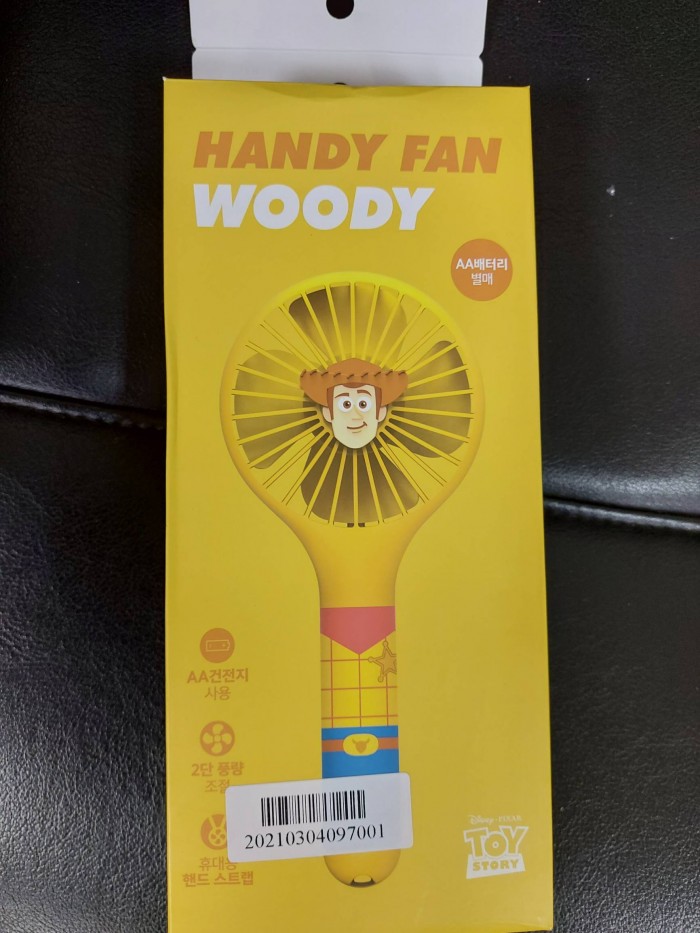 HANDY FAN
WOODY
AA배터리
별매
AA건전지
사용
2단 풍량
조절
휴대용
핸드 스트랩
20210304097001
Disney · PIXAR
TOY
STORY